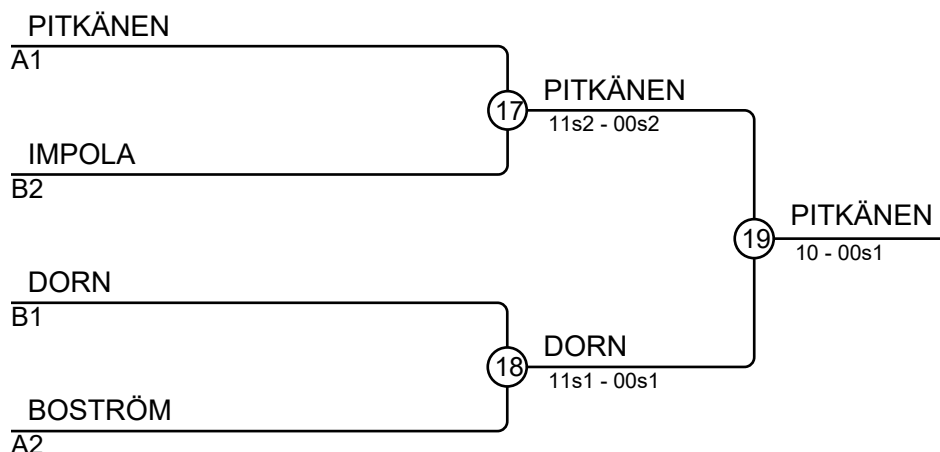 PITKÄNEN
A1
17
PITKÄNEN
11s2 - 00s2
IMPOLA
B2
19
PITKÄNEN
10 - 00s1
DORN
B1
18
DORN
11s1 - 00s1
BOSTRÖM
A2